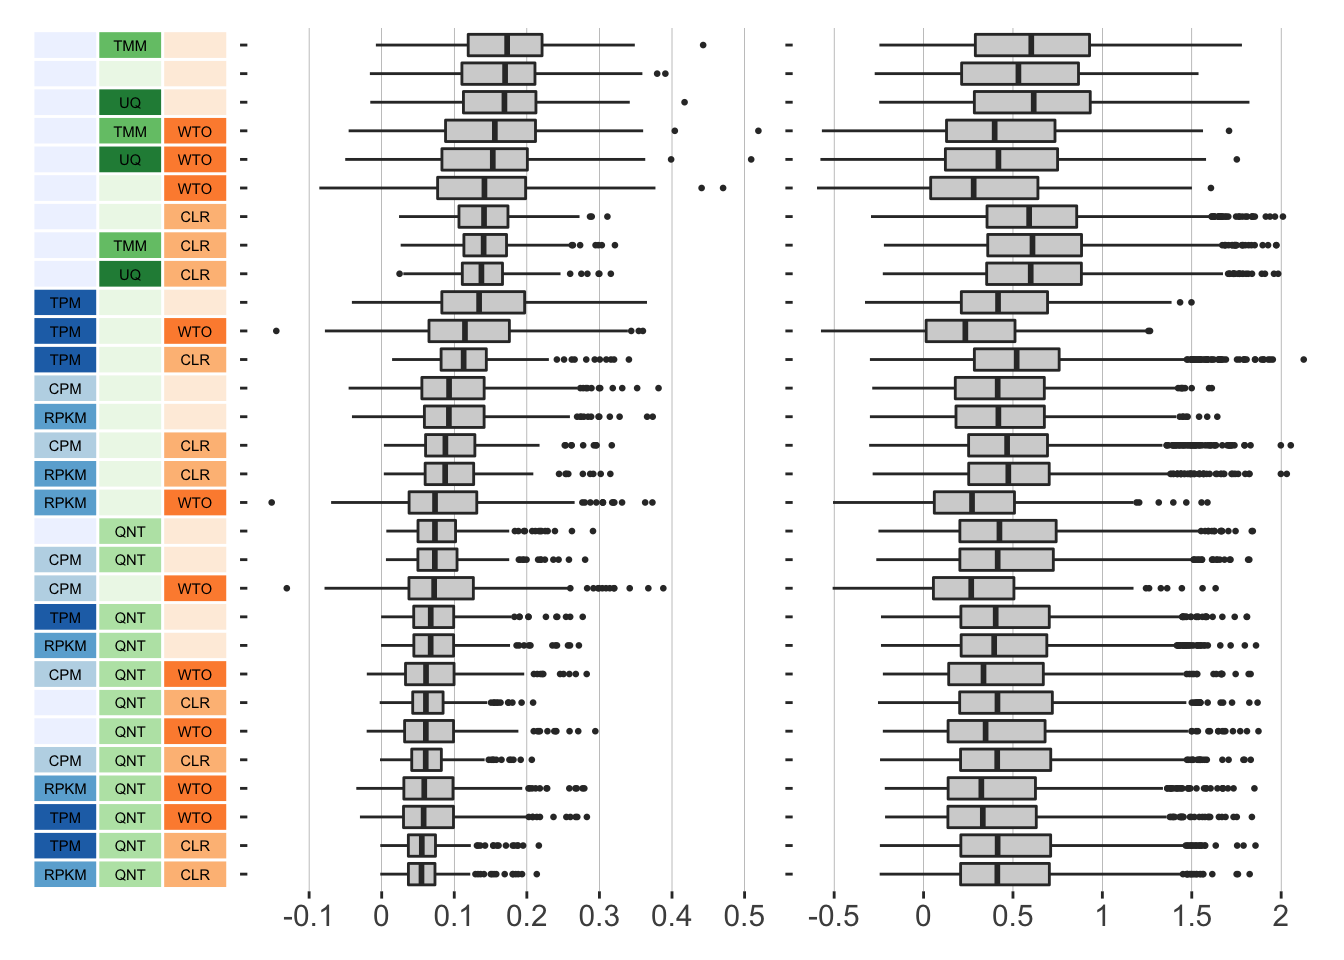 TMM
UQ
TMM WTO
UQ WTO
WTO
CLR
TMM CLR
UQ CLR
TPM
TPM WTO
TPM CLR
CPM
RPKM
CPM CLR
RPKM CLR
RPKM WTO
QNT
CPM QNT
CPM WTO
TPM QNT
RPKM QNT
CPM QNT WTO
QNT CLR
QNT WTO
CPM QNT CLR
RPKM QNT WTO
TPM QNT WTO
TPM QNT CLR
RPKM QNT CLR
-0.1 0 0.1 0.2 0.3 0.4 0.5 -0.5 0 0.5 1 1.5 2